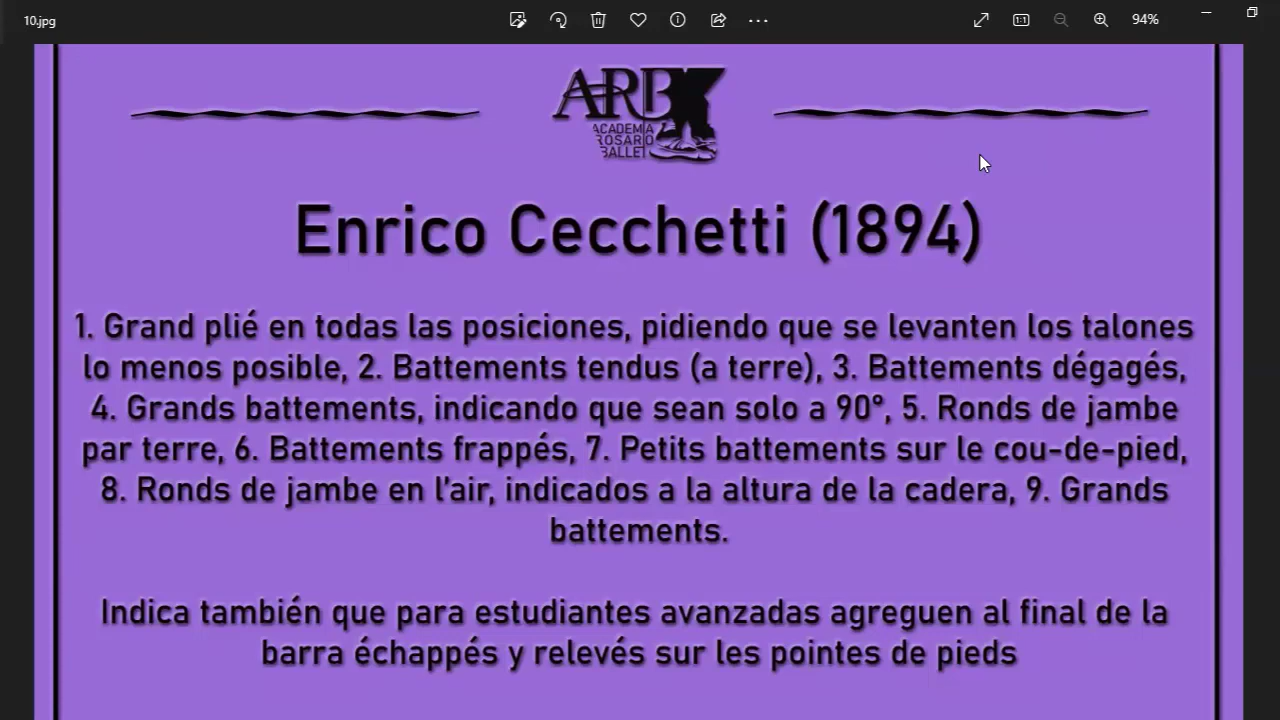 10.jpg
1:1
94%
ARB
ACADEMIA
ROSARIO
BALLET
Enrico Cecchetti (1894)
1. Grand plié en todas las posiciones, pidiendo que se levanten los talones
lo menos posible, 2. Battements tendus (a terre), 3. Battements dégagés,
4. Grands battements, indicando que sean solo a 90°, 5. Ronds de jambe
par terre, 6. Battements frappés, 7. Petits battements sur le cou-de-pied,
8. Ronds de jambe en l’air, indicados a la altura de la cadera, 9. Grands
battements.
Indica también que para estudiantes avanzadas agreguen al final de la
barra échappés y relevés sur les pointes de pieds